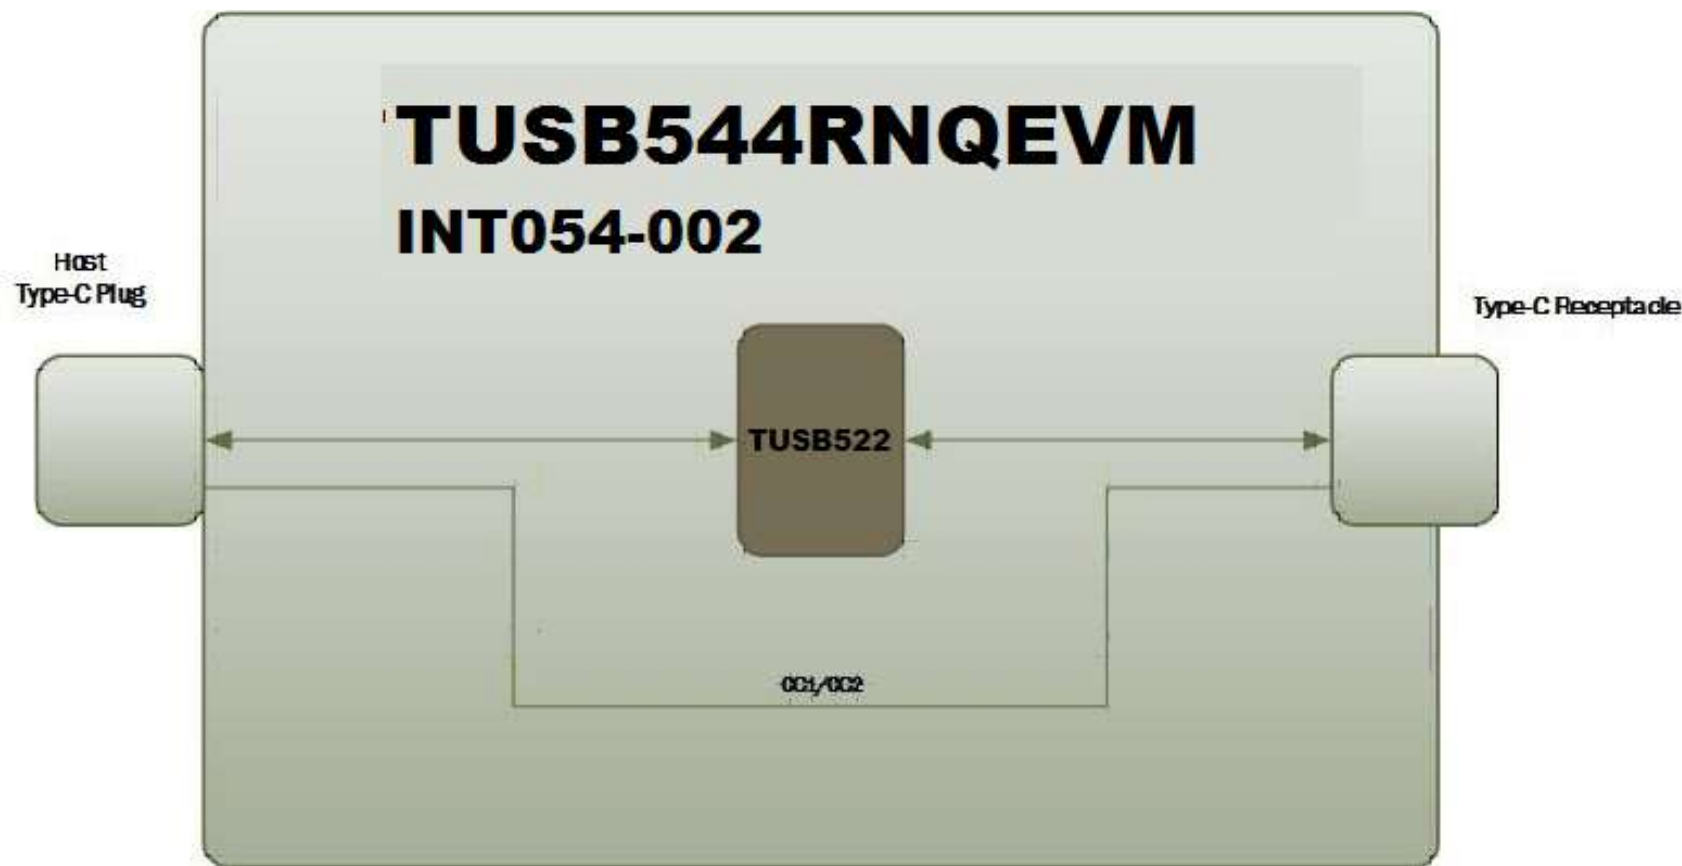 TUSB544RNQEVM
INT054-002
Host
Type-C Plug
Type-C Receptacle
TUSB522
CC1/CC2